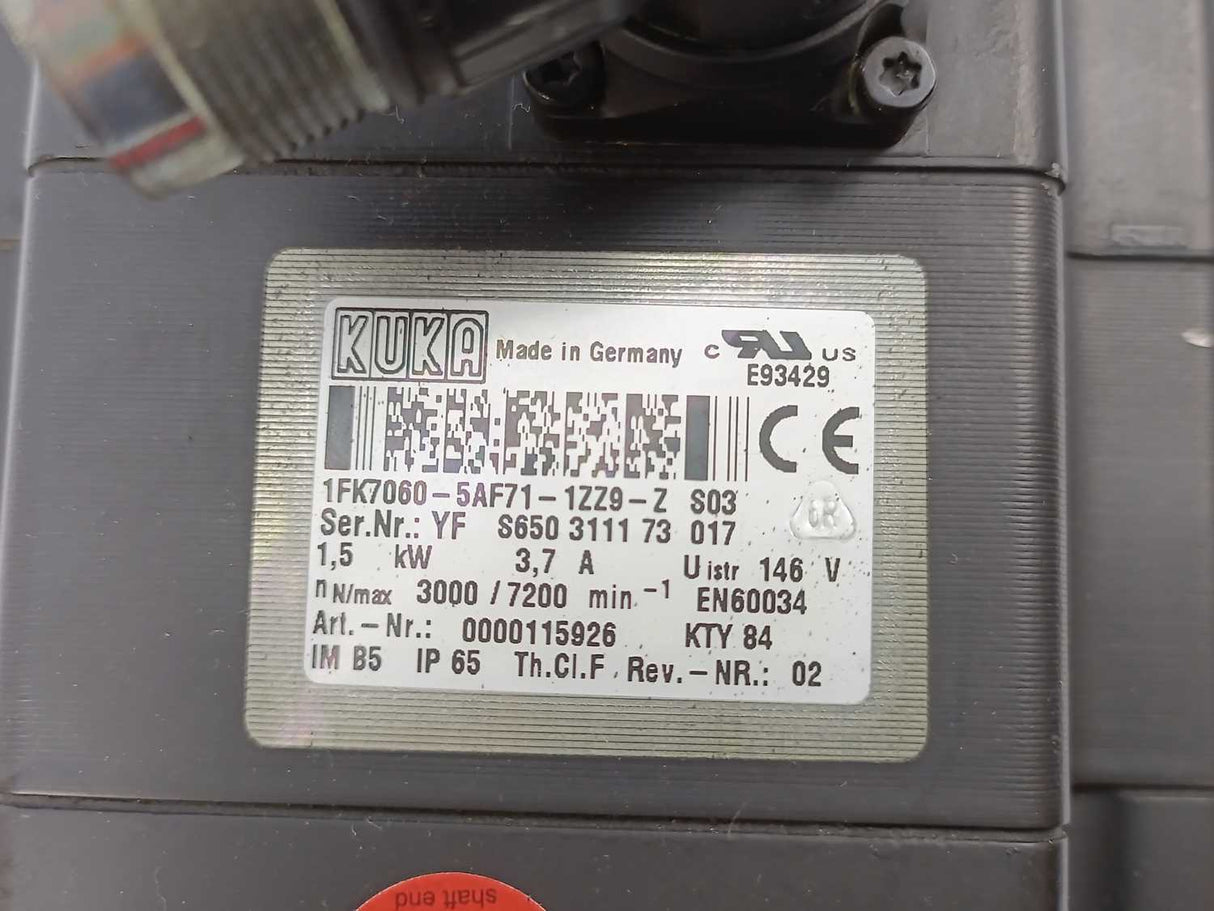 KUKA Made in Germany c RU US
E93429
CE
1FK7060-5AF71-1ZZ9-Z S03
Ser.Nr.: YF S650 3111 73 017
1,5 kW 3,7 A U istr 146 V
n N/max 3000 / 7200 min -1 EN60034
Art.-Nr.: 0000115926 KTY 84
IM B5 IP 65 Th.Cl.F Rev.-NR.: 02
shaft end